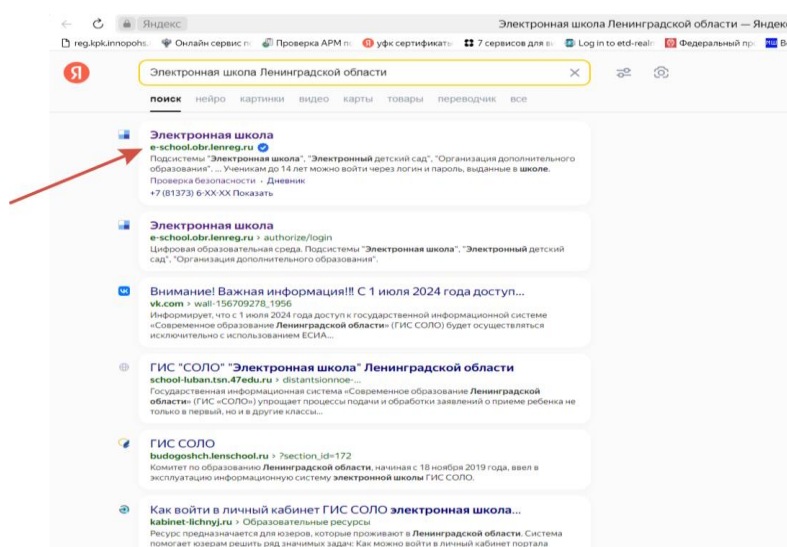 Яндекс
Электронная школа Ленинградской области — Яндекс
reg.kpk.innopohs. Онлайн сервис Проверка АРМ уфк сертификаты 7 сервисов для Log in to etd-real Федеральный
Я
Электронная школа Ленинградской области
поиск нейро картинки видео карты товары переводчик все
Электронная школа
e-school.obr.lenreg.ru
Подсистемы "Электронная школа", "Электронный детский сад", "Организация дополнительного
образования". ... Ученикам до 14 лет можно войти через логин и пароль, выданные в школе.
Проверка безопасности · Дневник
+7 (81373) 6-XX-XX Показать
Электронная школа
e-school.obr.lenreg.ru › authorize/login
Цифровая образовательная среда. Подсистемы "Электронная школа", "Электронный детский
сад", "Организация дополнительного образования".
Внимание! Важная информация!!! С 1 июля 2024 года доступ...
vk.com › wall-156709278_1956
Информирует, что с 1 июля 2024 года доступ к государственной информационной системе
«Современное образование Ленинградской области» (ГИС СОЛО) будет осуществляться
исключительно с использованием ЕСИА...
ГИС "СОЛО" "Электронная школа" Ленинградской области
school-luban.tsn.47edu.ru › distantsionnoe-...
Государственная информационная система «Современное образование Ленинградской
области» (ГИС «СОЛО») упрощает процессы подачи и обработки заявлений о приеме ребенка не
только в первый, но и в другие классы...
ГИС СОЛО
budogoshch.lenschool.ru › ?section_id=172
Комитет по образованию Ленинградской области, начиная с 18 ноября 2019 года, ввел в
эксплуатацию информационную систему электронной школы ГИС СОЛО.
Как войти в личный кабинет ГИС СОЛО электронная школа...
kabinet-lichnyj.ru › Образовательные ресурсы
Ресурс предназначается для юзеров, которые проживают в Ленинградской области. Система
помогает юзерам решить ряд значимых задач: Как можно войти в личный кабинет портала